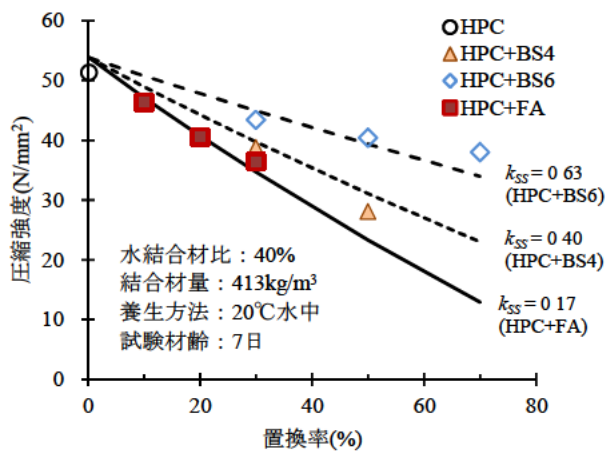 60
50
40
30
20
10
0
圧縮強度(N/mm²)
HPC
HPC+BS4
HPC+BS6
HPC+FA
kSS = 0 63
(HPC+BS6)
kSS = 0 40
(HPC+BS4)
kSS = 0 17
(HPC+FA)
水結合材比：40%
結合材量：413kg/m³
養生方法：20℃水中
試験材齢：7日
0 20 40 60 80
置換率(%)